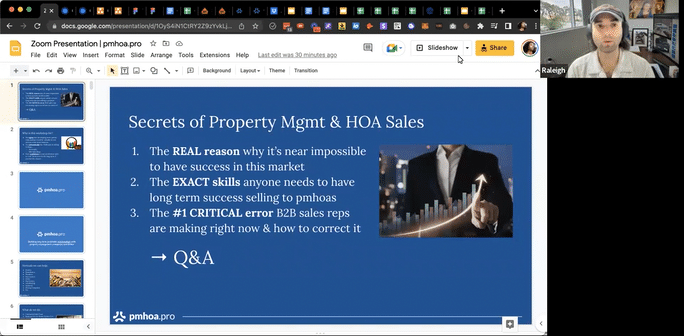 docs.google.com/presentation/d/1OyS4iN1CtRY2Z9zYvkLj...
Zoom Presentation | pmhoa.pro
File Edit View Insert Format Slide Arrange Tools Extensions Help Last edit was 30 minutes ago
Slideshow
Share
Background Layout Theme Transition
Raleigh
1
2
3
pmhoa.pro
4
pmhoa.pro
5
6
Secrets of Property Mgmt & HOA Sales
1. The REAL reason why it's near impossible
to have success in this market
2. The EXACT skills anyone needs to have
long term success selling to pmhoas
3. The #1 CRITICAL error B2B sales reps
are making right now & how to correct it
→ Q&A
pmhoa.pro